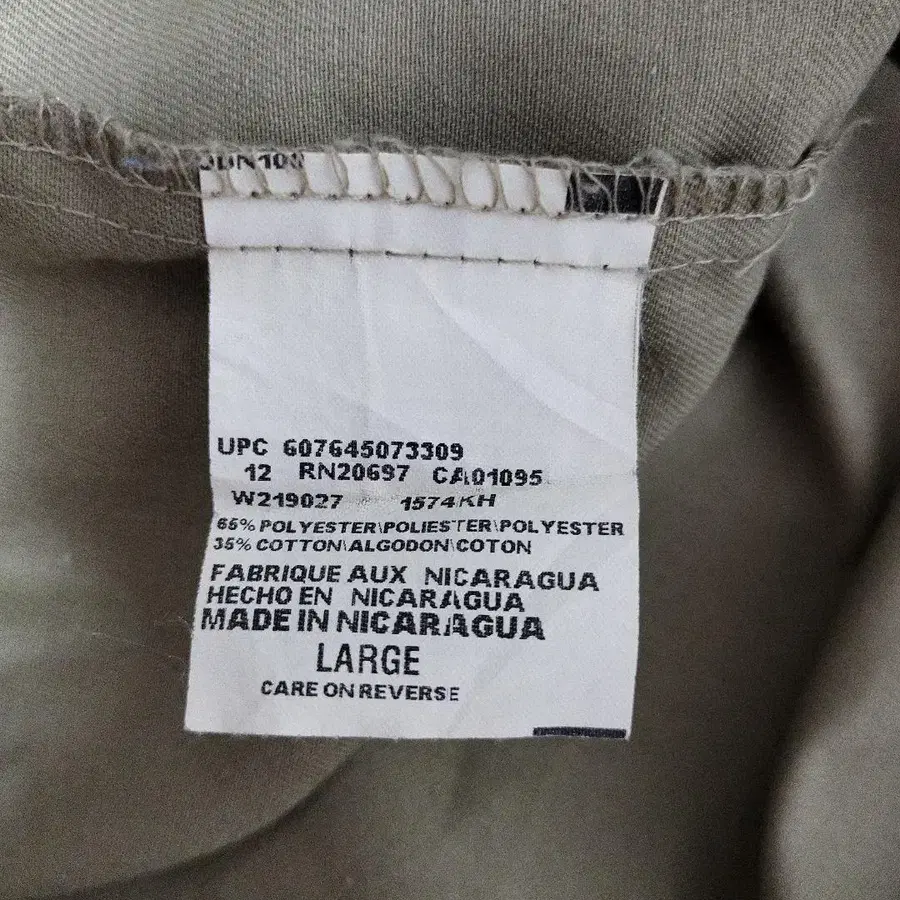 UPC 607645073309
12 RN20697 CA01095
W219027 1574KH
65% POLYESTER\POLIESTER\POLYESTER
35% COTTON\ALGODON\COTON
FABRIQUE AUX NICARAGUA
HECHO EN NICARAGUA
MADE IN NICARAGUA
LARGE
CARE ON REVERSE